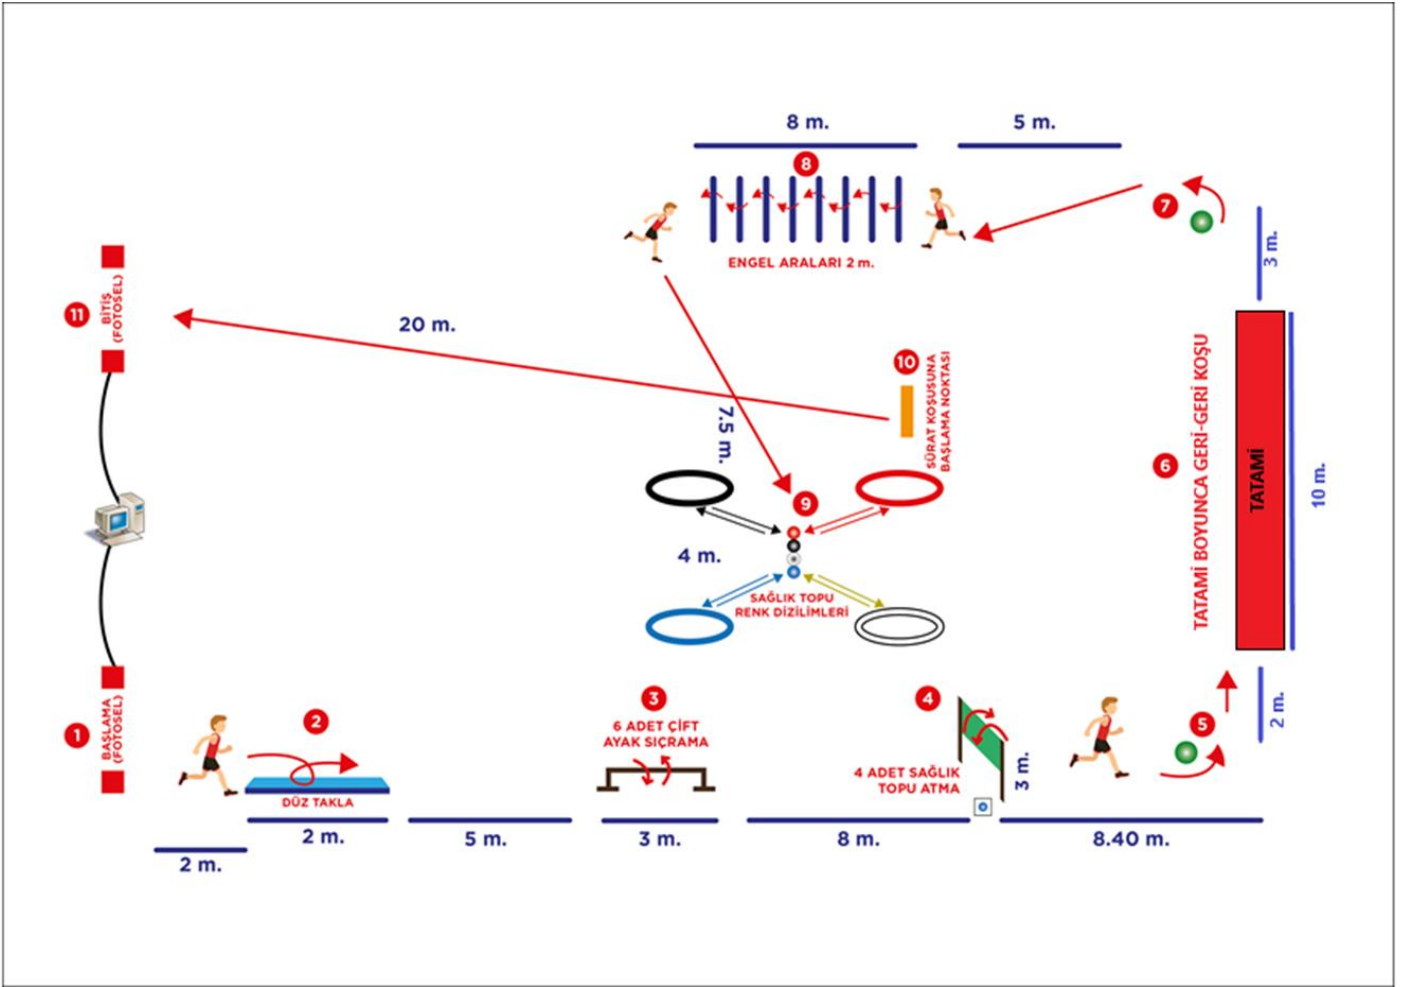 8 m.
5 m.
8
7
3 m.
ENGEL ARALARI 2 m.
11
BİTİŞ
(FOTOSEL)
20 m.
10
SÜRAT KOŞUSUNA
BAŞLAMA NOKTASI
7.5 m.
6
TATAMİ BOYUNCA GERİ-GERİ KOŞU
TATAMİ
10 m.
9
4 m.
SAĞLIK TOPU
RENK DİZİLİMLERİ
1
BAŞLAMA
(FOTOSEL)
2
DÜZ TAKLA
3
6 ADET ÇİFT
AYAK SIÇRAMA
4
4 ADET SAĞLIK
TOPU ATMA
3 m.
5
2 m.
2 m.
2 m.
5 m.
3 m.
8 m.
8.40 m.